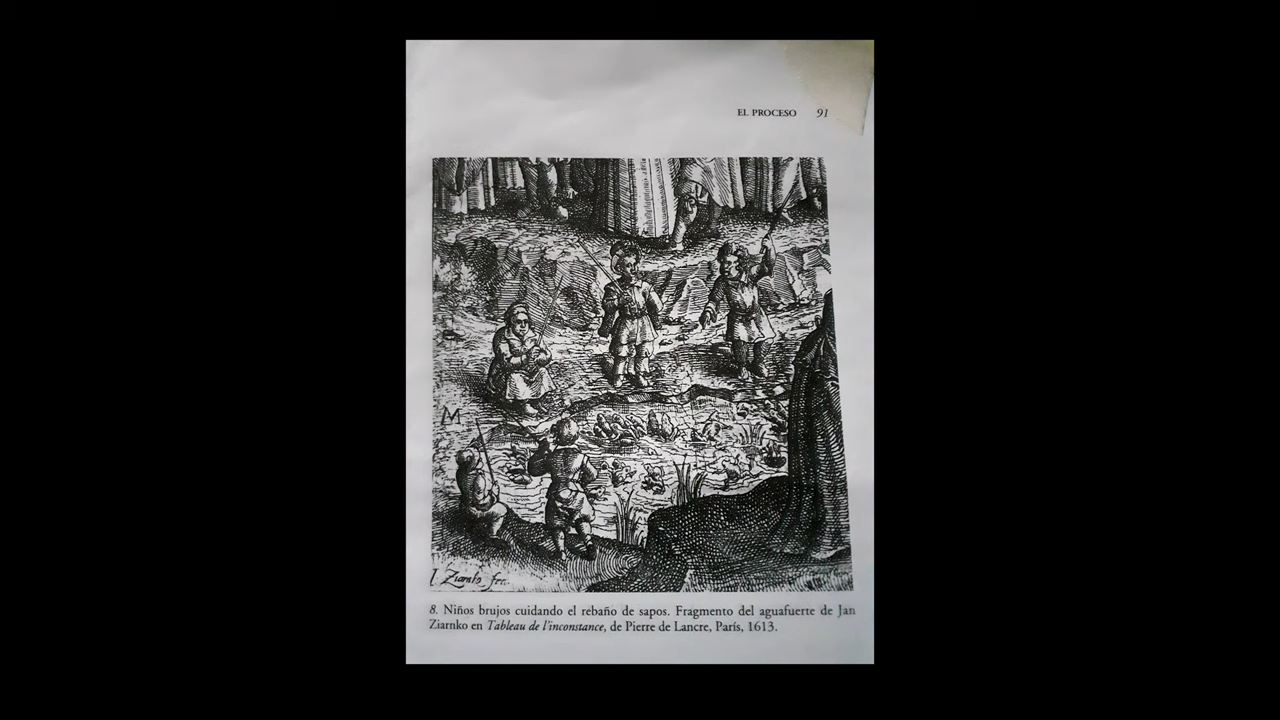 EL PROCESO 91
M
I Ziarnko fec.
8. Niños brujos cuidando el rebaño de sapos. Fragmento del aguafuerte de Jan
Ziarnko en Tableau de l'inconstance, de Pierre de Lancre, París, 1613.